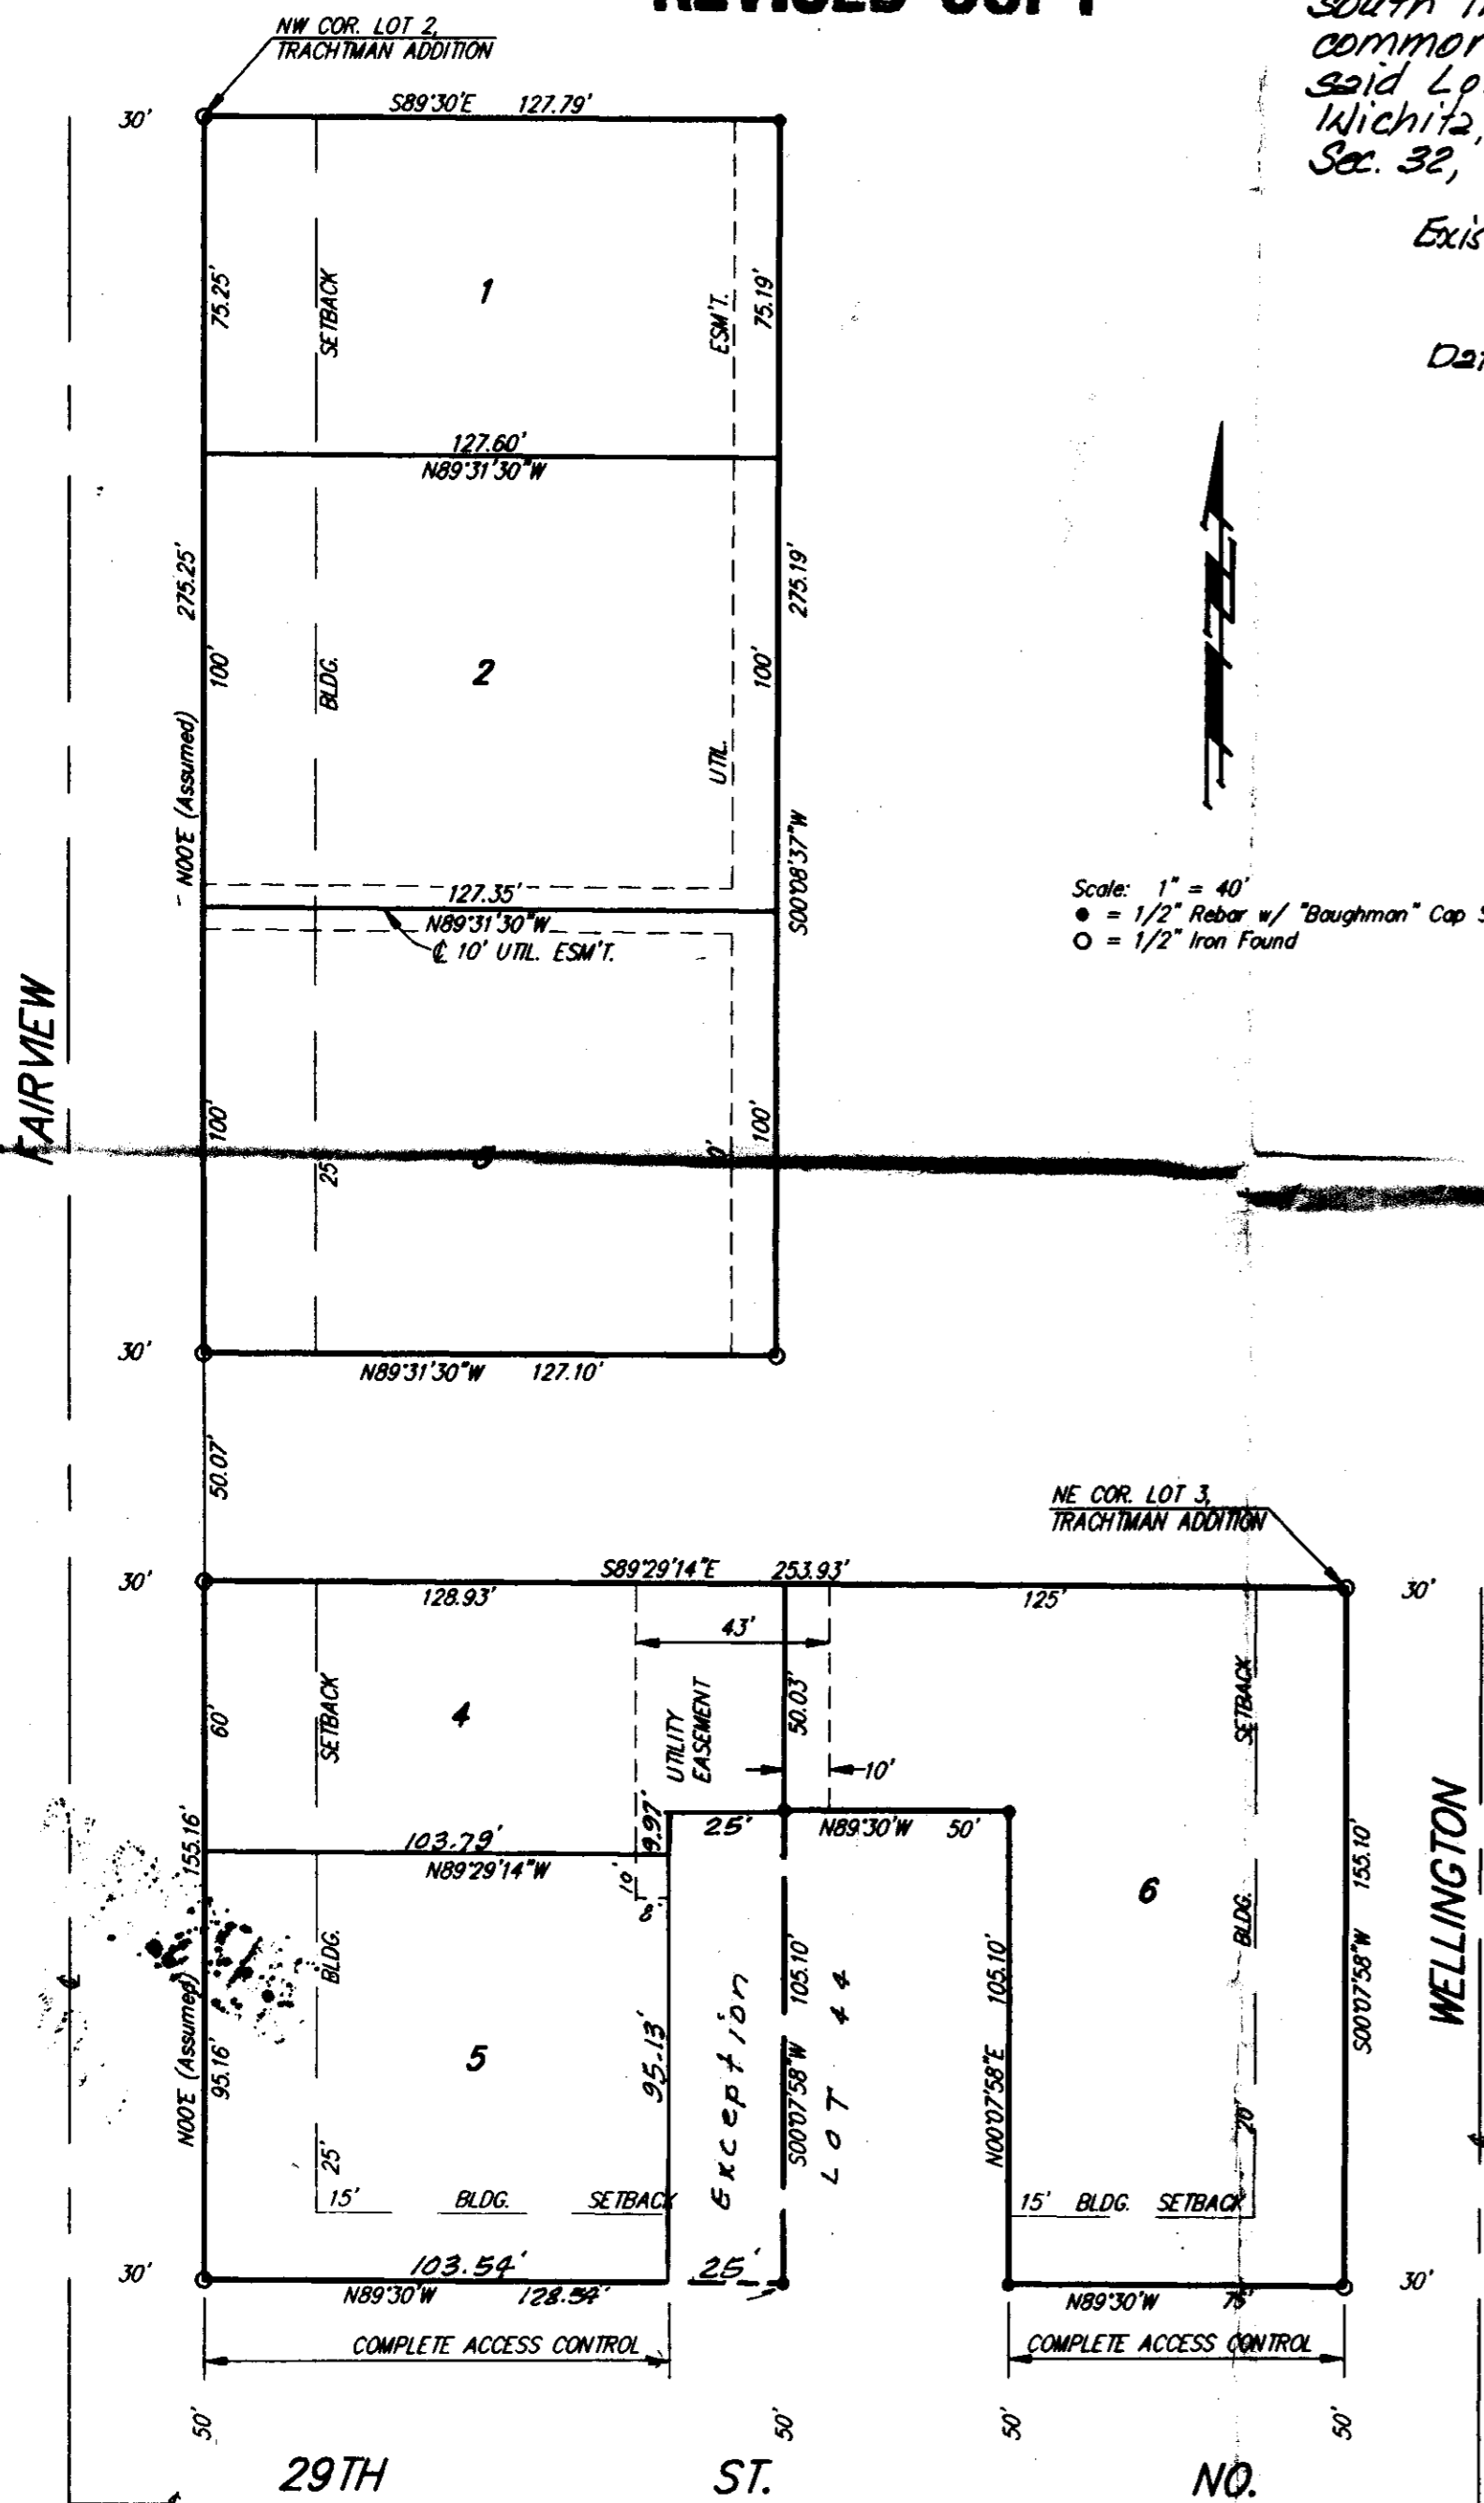 REVISED COPY
South
common
said Lo
Wichita,
Sec. 32,
Exis
Dat
NW COR. LOT 2,
TRACHTMAN ADDITION
30'
S89°30'E 127.79'
75.25'
SETBACK
1
ESM'T.
75.19'
127.60'
N89°31'30"W
275.25'
100'
BLDG.
2
UTIL.
100'
275.19'
N00°E (Assumed)
S00°08'37"W
127.35'
N89°31'30"W
℄ 10' UTIL. ESM'T.
Scale: 1" = 40'
● = 1/2" Rebar w/ "Baughman" Cap S
○ = 1/2" Iron Found
FAIRVIEW
100'
25'
3
100'
30'
N89°31'30"W 127.10'
50.07'
NE COR. LOT 3,
TRACHTMAN ADDITION
30'
S89°29'14"E 253.93'
30'
128.93'
125'
43'
60'
SETBACK
4
UTILITY
EASEMENT
50.03'
10'
SETBACK
155.16'
103.79'
N89°29'14"W
9.97'
25'
N89°30'W 50'
10'
8'
6
155.10'
WELLINGTON
BLDG.
BLDG.
N00°E (Assumed)
95.16'
5
95.13'
Exception
S00°07'58"W 105.10'
LOT 44
N00°07'58"E 105.10'
S00°07'58"W
20'
25'
15' BLDG. SETBACK
15' BLDG. SETBACK
30'
103.54'
25'
N89°30'W 128.54'
N89°30'W 75'
30'
COMPLETE ACCESS CONTROL
COMPLETE ACCESS CONTROL
50'
50'
50'
50'
29TH ST. NO.